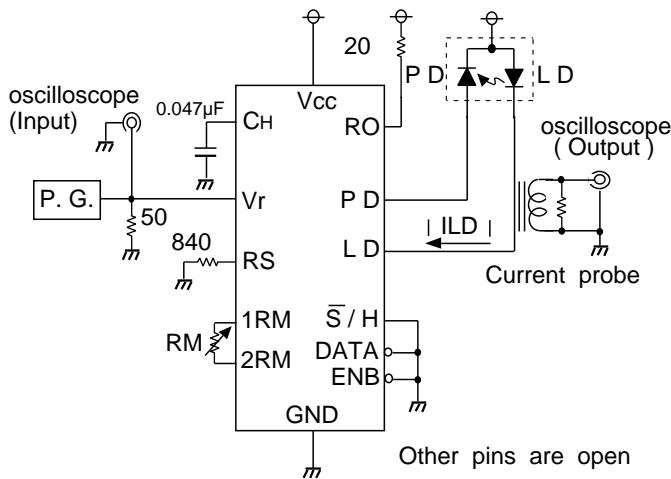 20
P D
L D
oscilloscope
(Input)
0.047µF
CH
Vcc
RO
oscilloscope
( Output )
P. G.
50
Vr
P D
| ILD |
L D
840
RS
Current probe
RM
1RM
2RM
S̅ / H
DATA
ENB
GND
Other pins are open